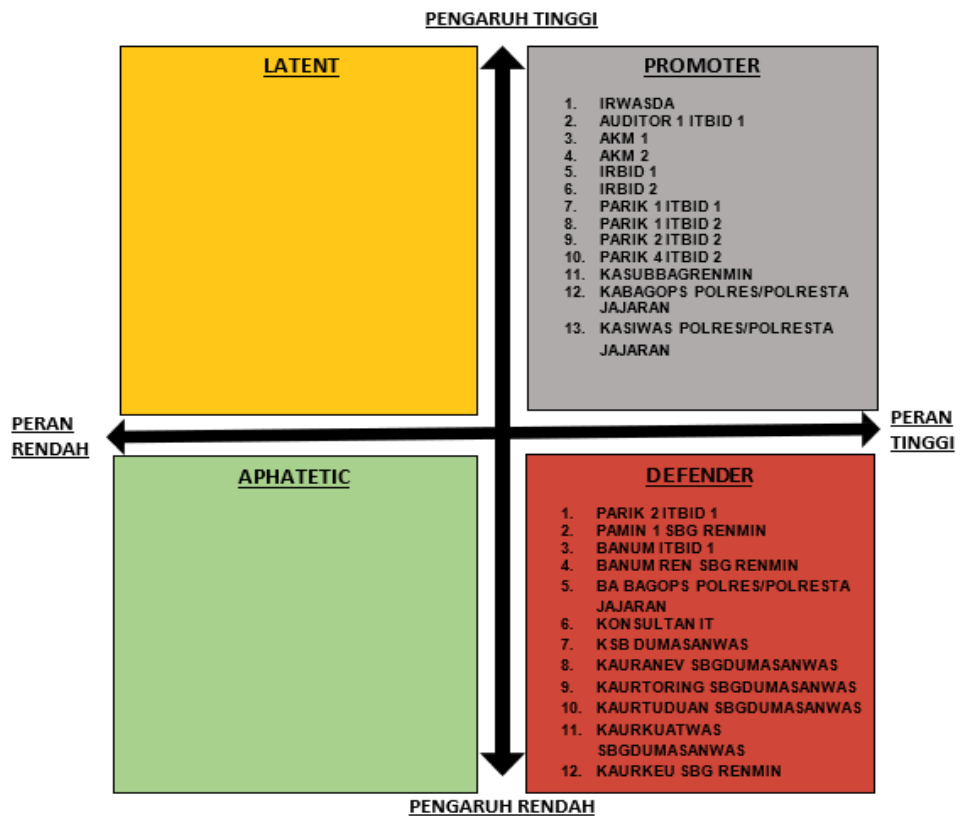 PENGARUH TINGGI
LATENT
PROMOTER
1. IRWASDA
2. AUDITOR 1 ITBID 1
3. AKM 1
4. AKM 2
5. IRBID 1
6. IRBID 2
7. PARIK 1 ITBID 1
8. PARIK 1 ITBID 2
9. PARIK 2 ITBID 2
10. PARIK 4 ITBID 2
11. KASUBBAGRENMIN
12. KABAGOPS POLRES/POLRESTA
JAJARAN
13. KASIWAS POLRES/POLRESTA
JAJARAN
PERAN
RENDAH
PERAN
TINGGI
APHATETIC
DEFENDER
1. PARIK 2 ITBID 1
2. PAMIN 1 SBG RENMIN
3. BANUM ITBID 1
4. BANUM REN SBG RENMIN
5. BA BAGOPS POLRES/POLRESTA
JAJARAN
6. KONSULTAN IT
7. KSB DUMASANWAS
8. KAURANEV SBGDUMASANWAS
9. KAURTORING SBGDUMASANWAS
10. KAURTUDUAN SBGDUMASANWAS
11. KAURKUATWAS
SBGDUMASANWAS
12. KAURKEU SBG RENMIN
PENGARUH RENDAH